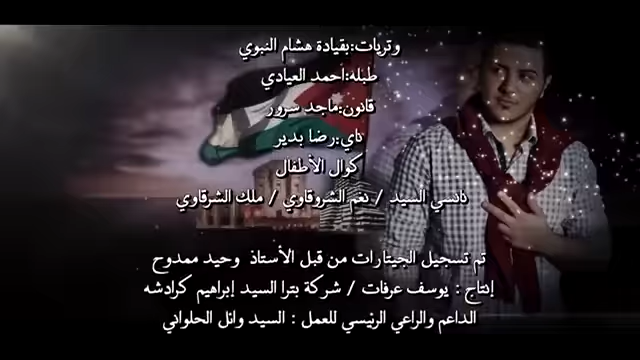 وتريات:بقيادة هشام النبوي
طبله:احمد العيادي
قانون:ماجد سرور
ناي:رضا بدير
كوال الأطفال
نانسي السيد / نغم الشروقاوي / ملك الشرقاوي
تم تسجيل الجيتارات من قبل الأستاذ وحيد ممدوح
إنتاج : يوسف عرفات / شركة بترا السيد إبراهيم كرادشه
الداعم والراعي الرئيسي للعمل : السيد وائل الحلواني